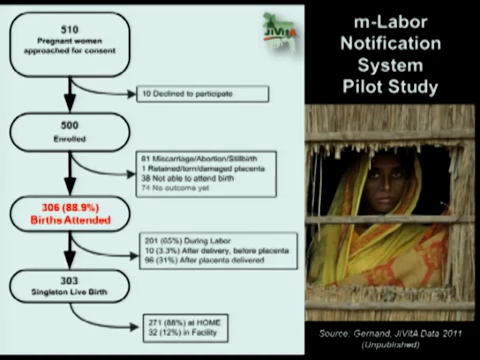 510
Pregnant women
approached for consent
JiVitA
10 Declined to participate
500
Enrolled
81 Miscarriage/Abortion/Stillbirth
1 Retained/torn/damaged placenta
38 Not able to attend birth
74 No outcome yet
306 (88.9%)
Births Attended
201 (65%) During Labor
10 (3.3%) After delivery, before placenta
96 (31%) After placenta delivered
303
Singleton Live Birth
271 (88%) at HOME
32 (12%) in Facility
m-Labor
Notification
System
Pilot Study
Source: Gernand, JiVitA Data 2011
(Unpublished)